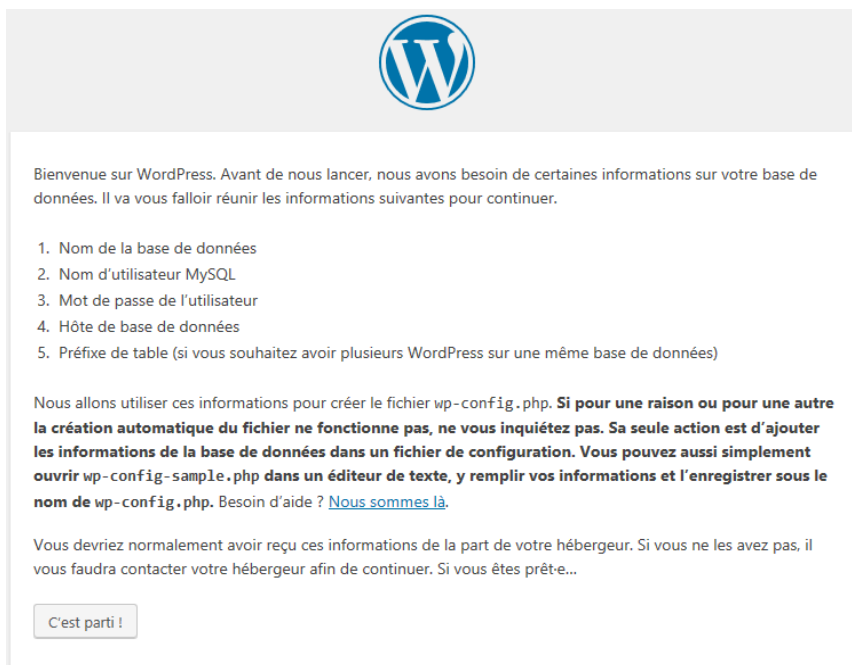 Bienvenue sur WordPress. Avant de nous lancer, nous avons besoin de certaines informations sur votre base de
données. Il va vous falloir réunir les informations suivantes pour continuer.
1. Nom de la base de données
2. Nom d’utilisateur MySQL
3. Mot de passe de l’utilisateur
4. Hôte de base de données
5. Préfixe de table (si vous souhaitez avoir plusieurs WordPress sur une même base de données)
Nous allons utiliser ces informations pour créer le fichier wp-config.php. Si pour une raison ou pour une autre
la création automatique du fichier ne fonctionne pas, ne vous inquiétez pas. Sa seule action est d’ajouter
les informations de la base de données dans un fichier de configuration. Vous pouvez aussi simplement
ouvrir wp-config-sample.php dans un éditeur de texte, y remplir vos informations et l’enregistrer sous le
nom de wp-config.php. Besoin d’aide ? Nous sommes là.
Vous devriez normalement avoir reçu ces informations de la part de votre hébergeur. Si vous ne les avez pas, il
vous faudra contacter votre hébergeur afin de continuer. Si vous êtes prêt·e…
C’est parti !